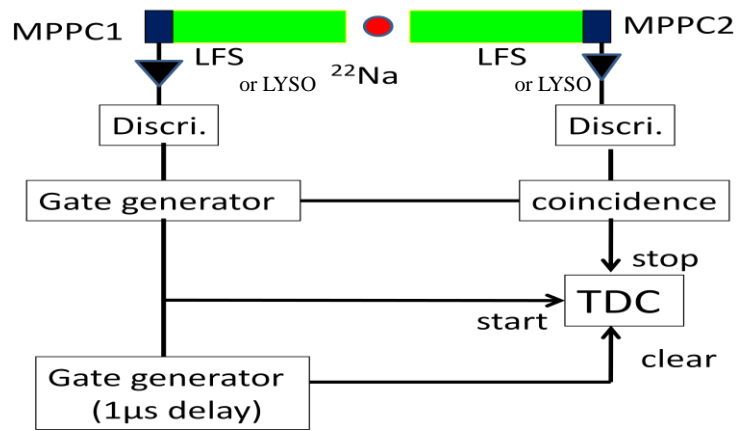 MPPC1
MPPC2
LFS
or LYSO
²²Na
LFS
or LYSO
Discri.
Discri.
Gate generator
coincidence
stop
TDC
start
clear
Gate generator
(1μs delay)